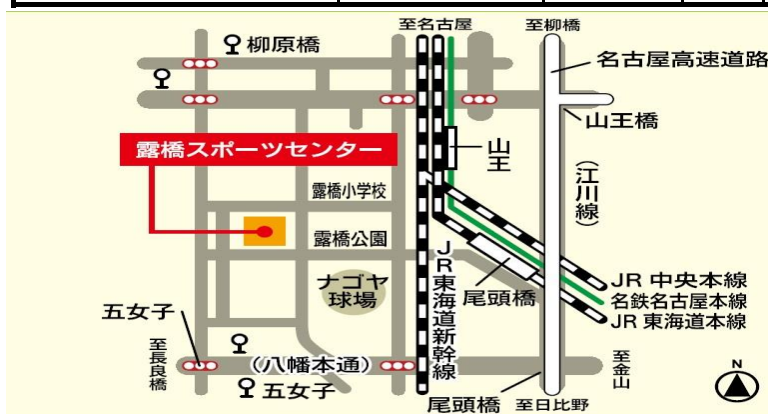 至名古屋
至柳橋
柳原橋
名古屋高速道路
山王橋
露橋スポーツセンター
山王
(江川線)
露橋小学校
露橋公園
ナゴヤ
球場
JR東海道新幹線
尾頭橋
JR 中央本線
名鉄名古屋本線
JR 東海道本線
五女子
至長良橋
(八幡本通)
五女子
尾頭橋
至日比野
至金山
N